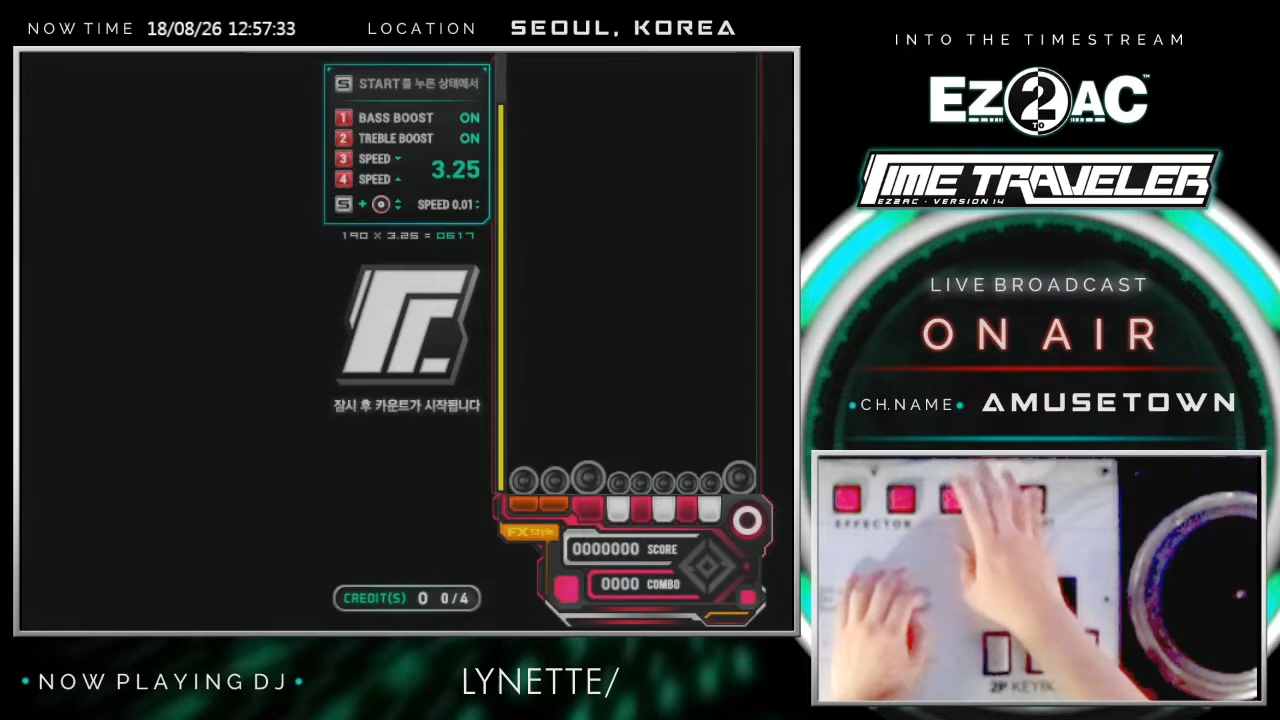 NOW TIME 18/08/26 12:57:33
LOCATION SEOUL, KOREA
INTO THE TIMESTREAM
EZ2AC™
TO
TIME TRAVELER
EZ2AC · VERSION 14
LIVE BROADCAST
ON AIR
CH.NAME AMUSETOWN
S START를 누른 상태에서
1 BASS BOOST ON
2 TREBLE BOOST ON
3 SPEED
3.25
4 SPEED
S + SPEED 0.01
190 X 3.25 = 0617
잠시 후 카운트가 시작됩니다
FX Style
0000000 SCORE
0000 COMBO
CREDIT(S) 0 0/4
EFFECTOR
2P
NOW PLAYING DJ
LYNETTE/